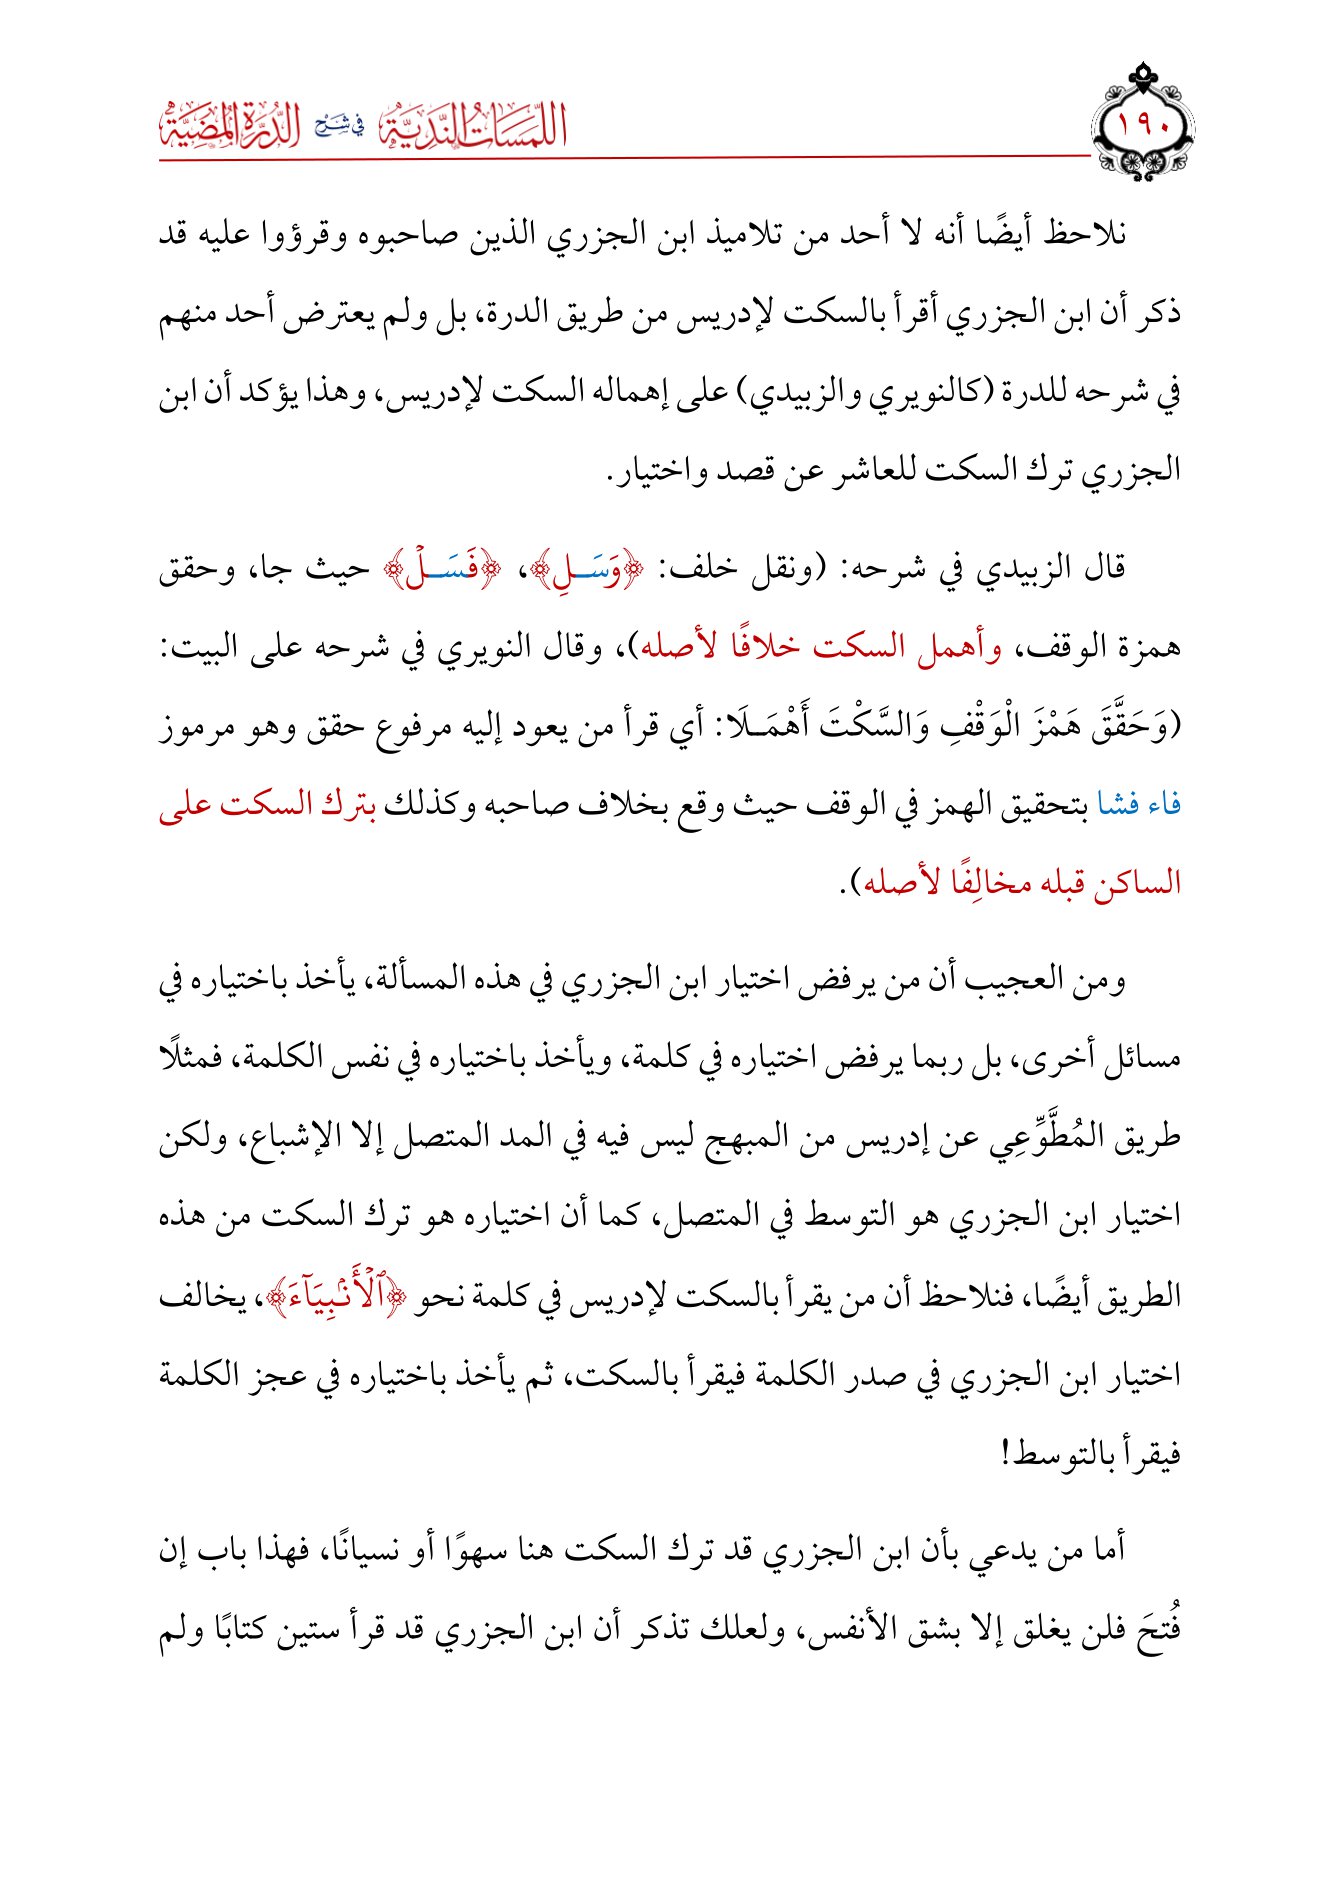 ١٩٠
اللمسات الندية في شرح الدرة المضية
نلاحظ أيضًا أنه لا أحد من تلاميذ ابن الجزري الذين صاحبوه وقرؤوا عليه قد
ذكر أن ابن الجزري أقرأ بالسكت لإدريس من طريق الدرة، بل ولم يعترض أحد منهم
في شرحه للدرة (كالنويري والزبيدي) على إهماله السكت لإدريس، وهذا يؤكد أن ابن
الجزري ترك السكت للعاشر عن قصد واختيار.
قال الزبيدي في شرحه: (ونقل خلف: ﴿وَسَـلِ﴾، ﴿فَسَـلۡ﴾ حيث جا، وحقق
همزة الوقف، وأهمل السكت خلافًا لأصله)، وقال النويري في شرحه على البيت:
(وَحَقَّقَ هَمْزَ الْوَقْفِ وَالسَّكْتَ أَهْمَـلَا: أي قرأ من يعود إليه مرفوع حقق وهو مرموز
فاء فشا بتحقيق الهمز في الوقف حيث وقع بخلاف صاحبه وكذلك بترك السكت على
الساكن قبله مخالِفًا لأصله).
ومن العجيب أن من يرفض اختيار ابن الجزري في هذه المسألة، يأخذ باختياره في
مسائل أخرى، بل ربما يرفض اختياره في كلمة، ويأخذ باختياره في نفس الكلمة، فمثلًا
طريق المُطَّوِّعِي عن إدريس من المبهج ليس فيه في المد المتصل إلا الإشباع، ولكن
اختيار ابن الجزري هو التوسط في المتصل، كما أن اختياره هو ترك السكت من هذه
الطريق أيضًا، فنلاحظ أن من يقرأ بالسكت لإدريس في كلمة نحو ﴿ٱلۡأَنۢبِيَآءَ﴾، يخالف
اختيار ابن الجزري في صدر الكلمة فيقرأ بالسكت، ثم يأخذ باختياره في عجز الكلمة
فيقرأ بالتوسط!
أما من يدعي بأن ابن الجزري قد ترك السكت هنا سهوًا أو نسيانًا، فهذا باب إن
فُتحَ فلن يغلق إلا بشق الأنفس، ولعلك تذكر أن ابن الجزري قد قرأ ستين كتابًا ولم